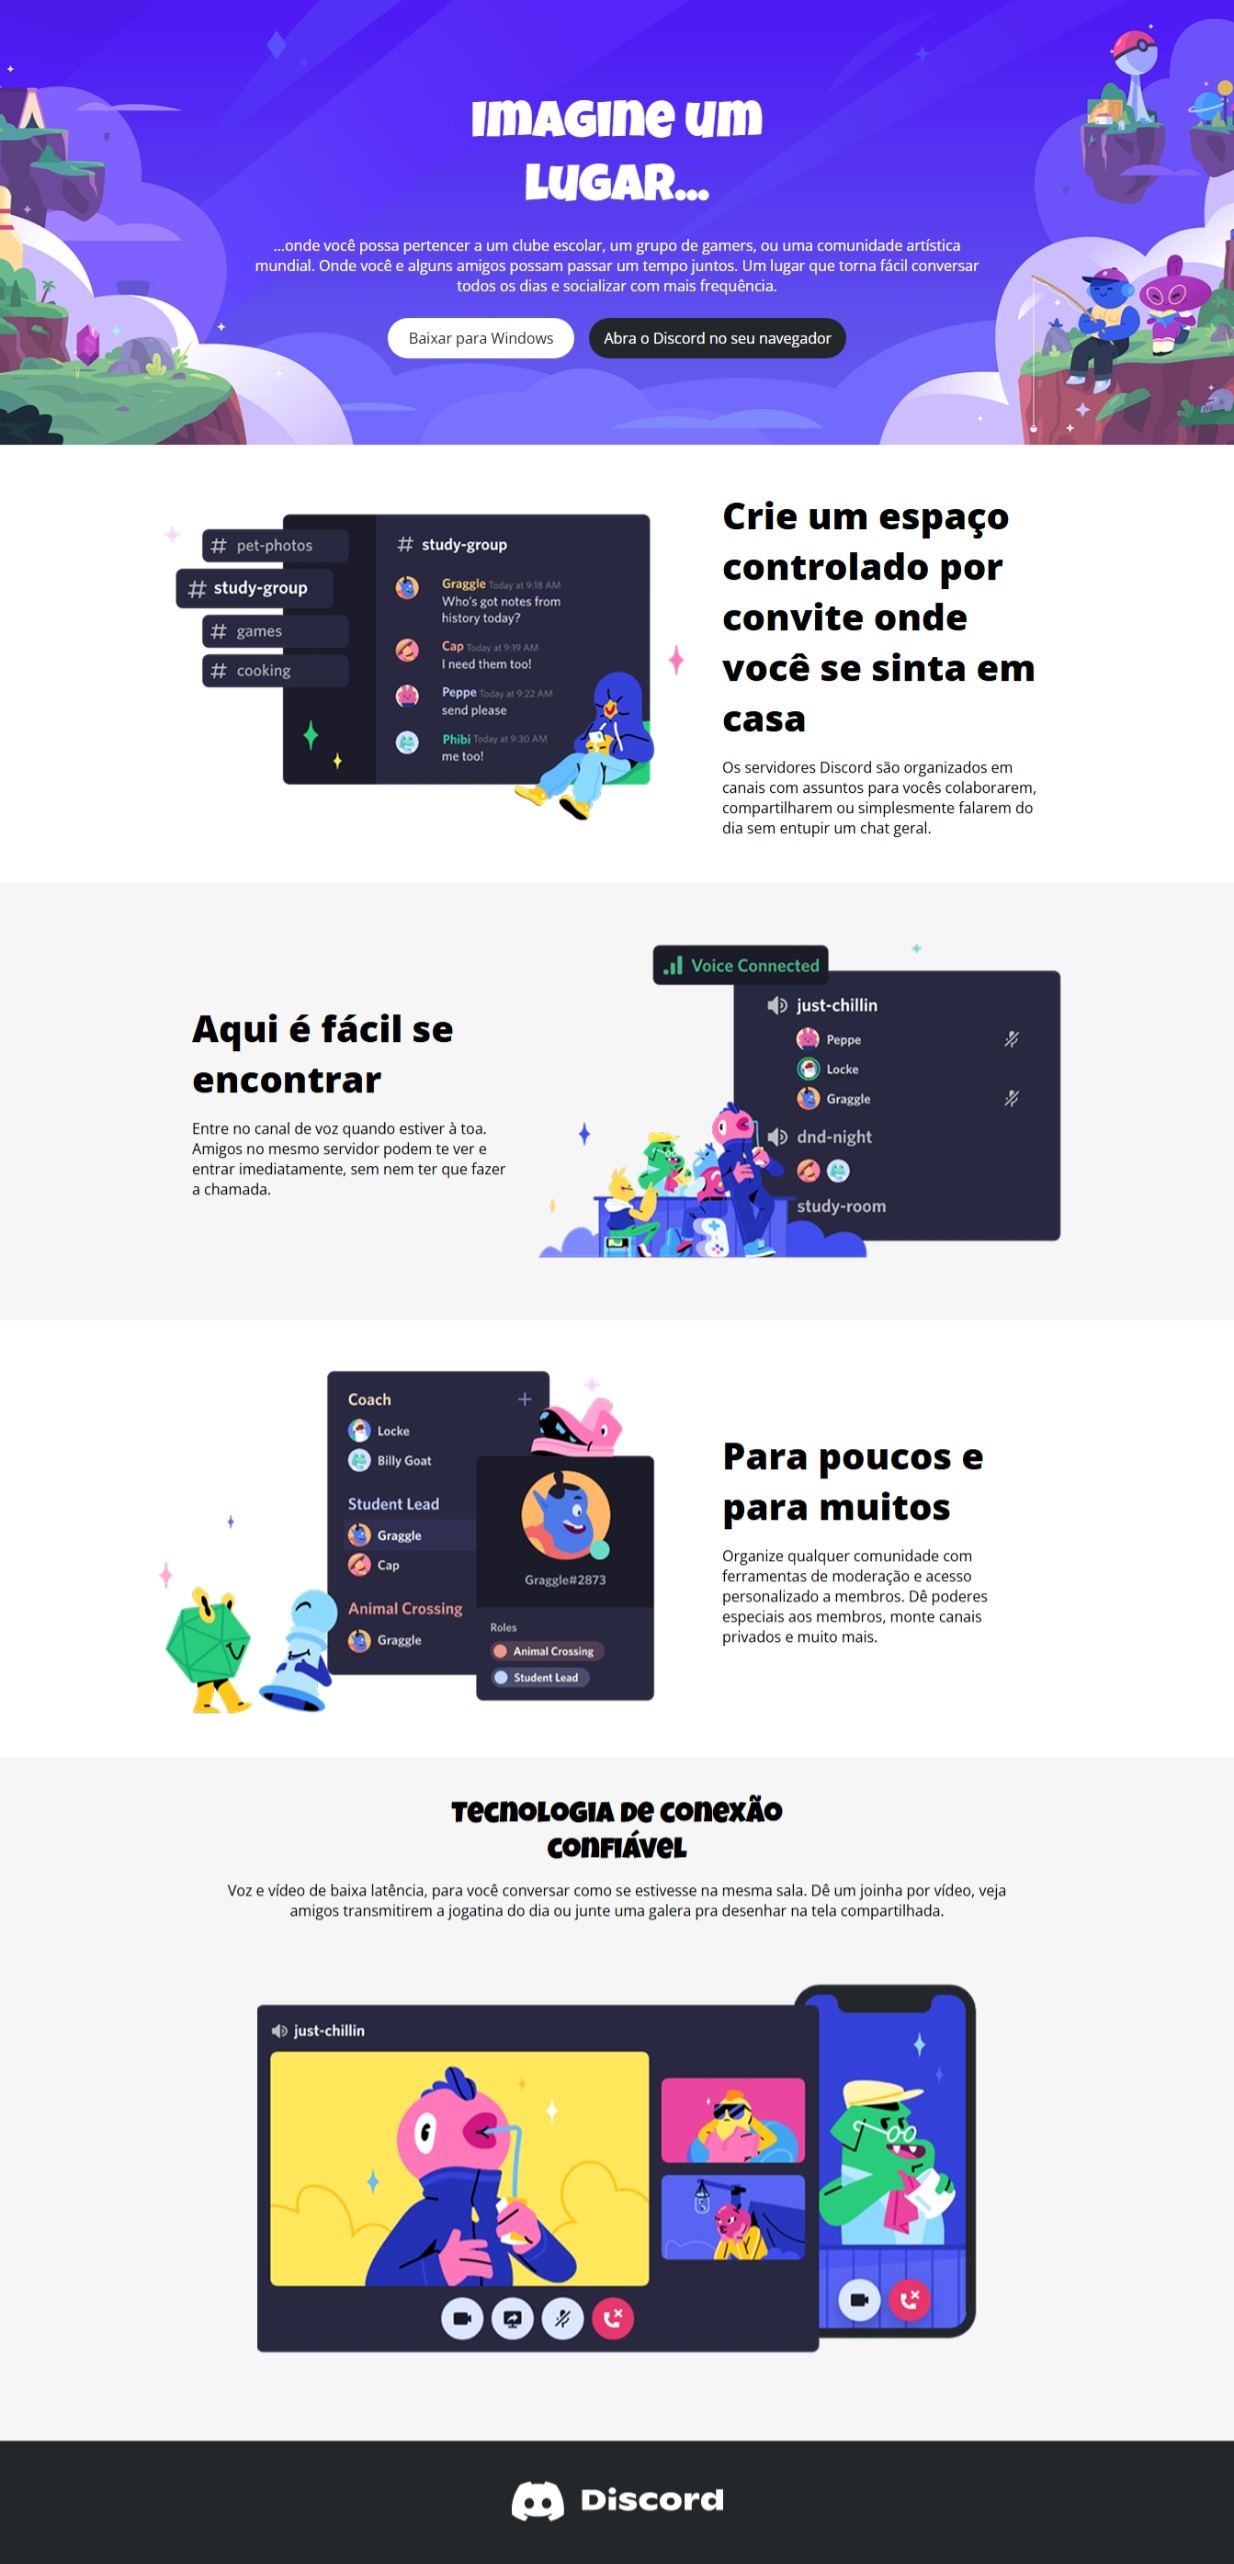 Imagine um
lugar...
...onde você possa pertencer a um clube escolar, um grupo de gamers, ou uma comunidade artística
mundial. Onde você e alguns amigos possam passar um tempo juntos. Um lugar que torna fácil conversar
todos os dias e socializar com mais frequência.
Baixar para Windows
Abra o Discord no seu navegador
# pet-photos
# study-group
# games
# cooking
# study-group
Graggle Today at 9:18 AM
Who's got notes from
history today?
Cap Today at 9:19 AM
I need them too!
Peppe Today at 9:22 AM
send please
Phibi Today at 9:30 AM
me too!
Crie um espaço
controlado por
convite onde
você se sinta em
casa
Os servidores Discord são organizados em
canais com assuntos para vocês colaborarem,
compartilharem ou simplesmente falarem do
dia sem entupir um chat geral.
Aqui é fácil se
encontrar
Entre no canal de voz quando estiver à toa.
Amigos no mesmo servidor podem te ver e
entrar imediatamente, sem nem ter que fazer
a chamada.
Voice Connected
just-chillin
Peppe
Locke
Graggle
dnd-night
study-room
Coach
Locke
Billy Goat
Student Lead
Graggle
Cap
Animal Crossing
Graggle
Graggle#2873
Roles
Animal Crossing
Student Lead
Para poucos e
para muitos
Organize qualquer comunidade com
ferramentas de moderação e acesso
personalizado a membros. Dê poderes
especiais aos membros, monte canais
privados e muito mais.
Tecnologia de conexão
confiável
Voz e vídeo de baixa latência, para você conversar como se estivesse na mesma sala. Dê um joinha por vídeo, veja
amigos transmitirem a jogatina do dia ou junte uma galera pra desenhar na tela compartilhada.
just-chillin
Discord